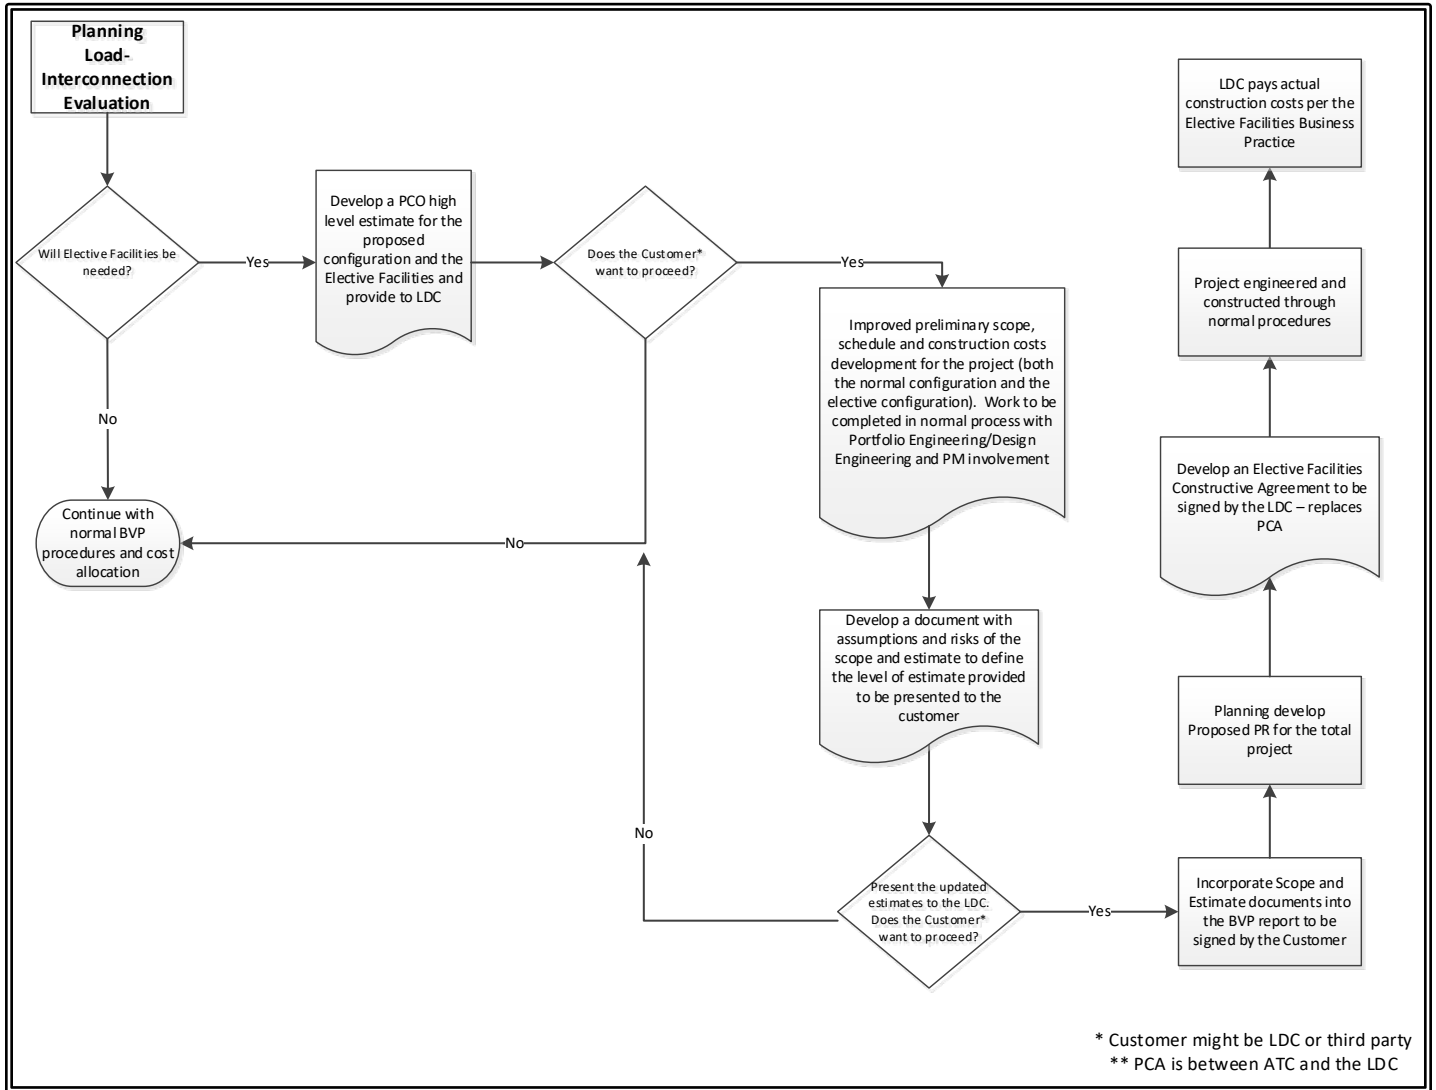 Planning
Load-
Interconnection
Evaluation
Will Elective Facilities be
needed?
Yes
No
Develop a PCO high
level estimate for the
proposed
configuration and the
Elective Facilities and
provide to LDC
Does the Customer*
want to proceed?
Yes
No
Continue with
normal BVP
procedures and cost
allocation
Improved preliminary scope,
schedule and construction costs
development for the project (both
the normal configuration and the
elective configuration).  Work to be
completed in normal process with
Portfolio Engineering/Design
Engineering and PM involvement
Develop a document with
assumptions and risks of the
scope and estimate to define
the level of estimate provided
to be presented to the
customer
Present the updated
estimates to the LDC.
Does the Customer*
want to proceed?
No
Yes
Incorporate Scope and
Estimate documents into
the BVP report to be
signed by the Customer
Planning develop
Proposed PR for the total
project
Develop an Elective Facilities
Constructive Agreement to be
signed by the LDC – replaces
PCA
Project engineered and
constructed through
normal procedures
LDC pays actual
construction costs per the
Elective Facilities Business
Practice
* Customer might be LDC or third party
** PCA is between ATC and the LDC